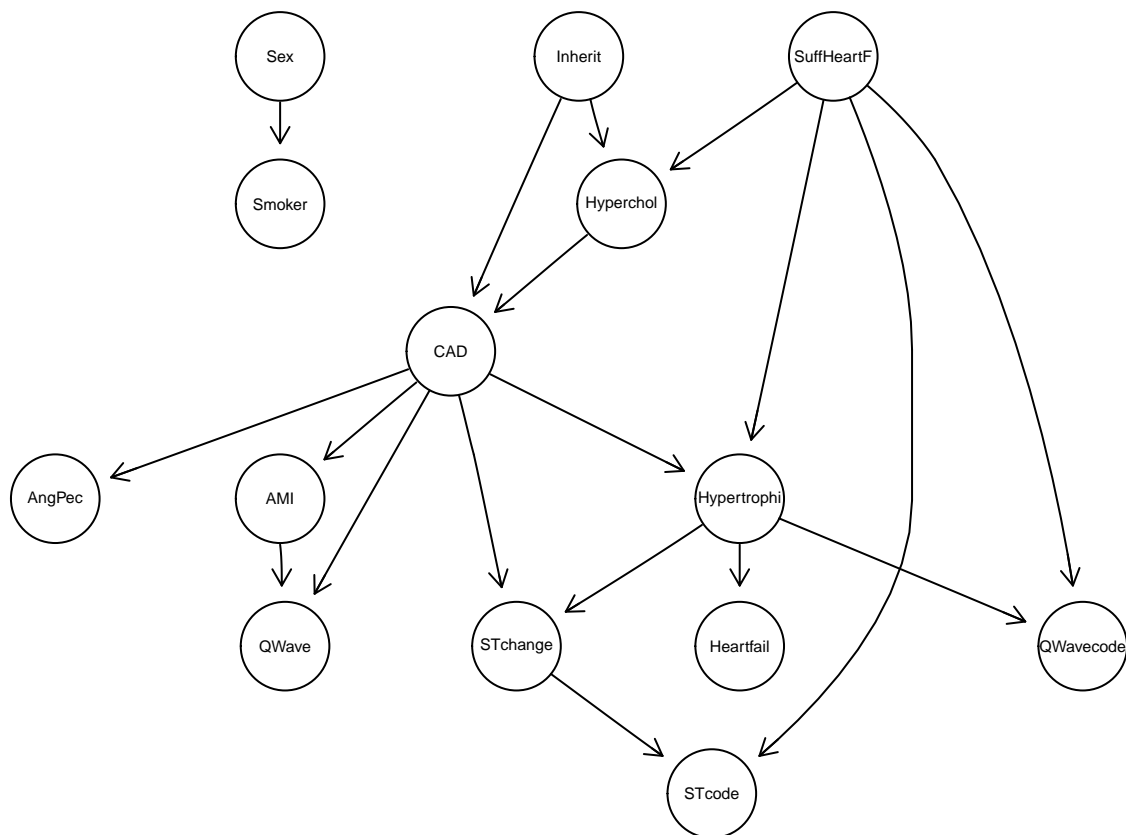 Sex
Inherit
SuffHeartF
Smoker
Hyperchol
CAD
AngPec
AMI
Hypertrophi
QWave
STchange
Heartfail
QWavecode
STcode